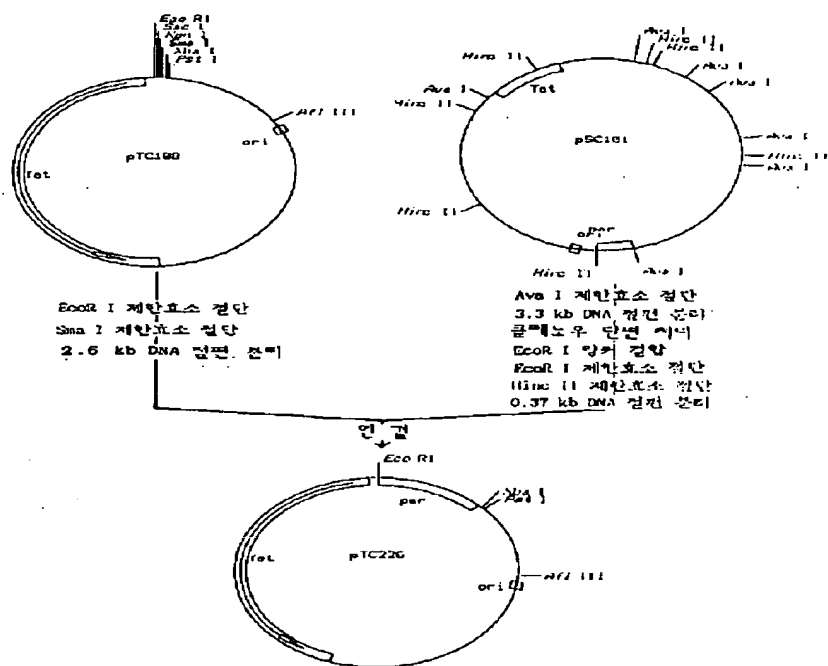 Eco RI
Sac I
Kpn I
Sma I
Pst I
Afl III
ori
pTC188
Tet
Hinc II
Ava I
Hinc II
Tet
Ava I
Hinc II
Hinc II
Ava I
Ava I
pSC101
Ava I
Hinc II
Ava I
Hinc II
par
Hinc II
Ava I
EcoR I 제한효소 절단
Sma I 제한효소 절단
2.6 kb DNA 절편 분리
Ava I 제한효소 절단
3.3 kb DNA 절편 분리
클레노우 단편 처리
EcoR I 링커 결합
EcoR I 제한효소 절단
Hinc II 제한효소 절단
0.37 kb DNA 절편 분리
연결
Eco RI
par
Pst I
Tet
pTC226
ori
Afl III